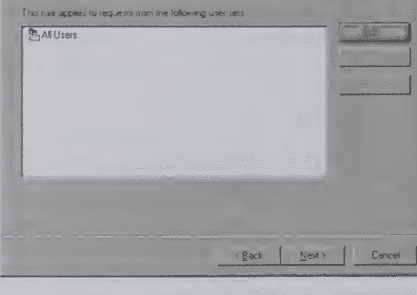 This rule applies to requests from the following user sets
All Users
< Back
Next >
Cancel